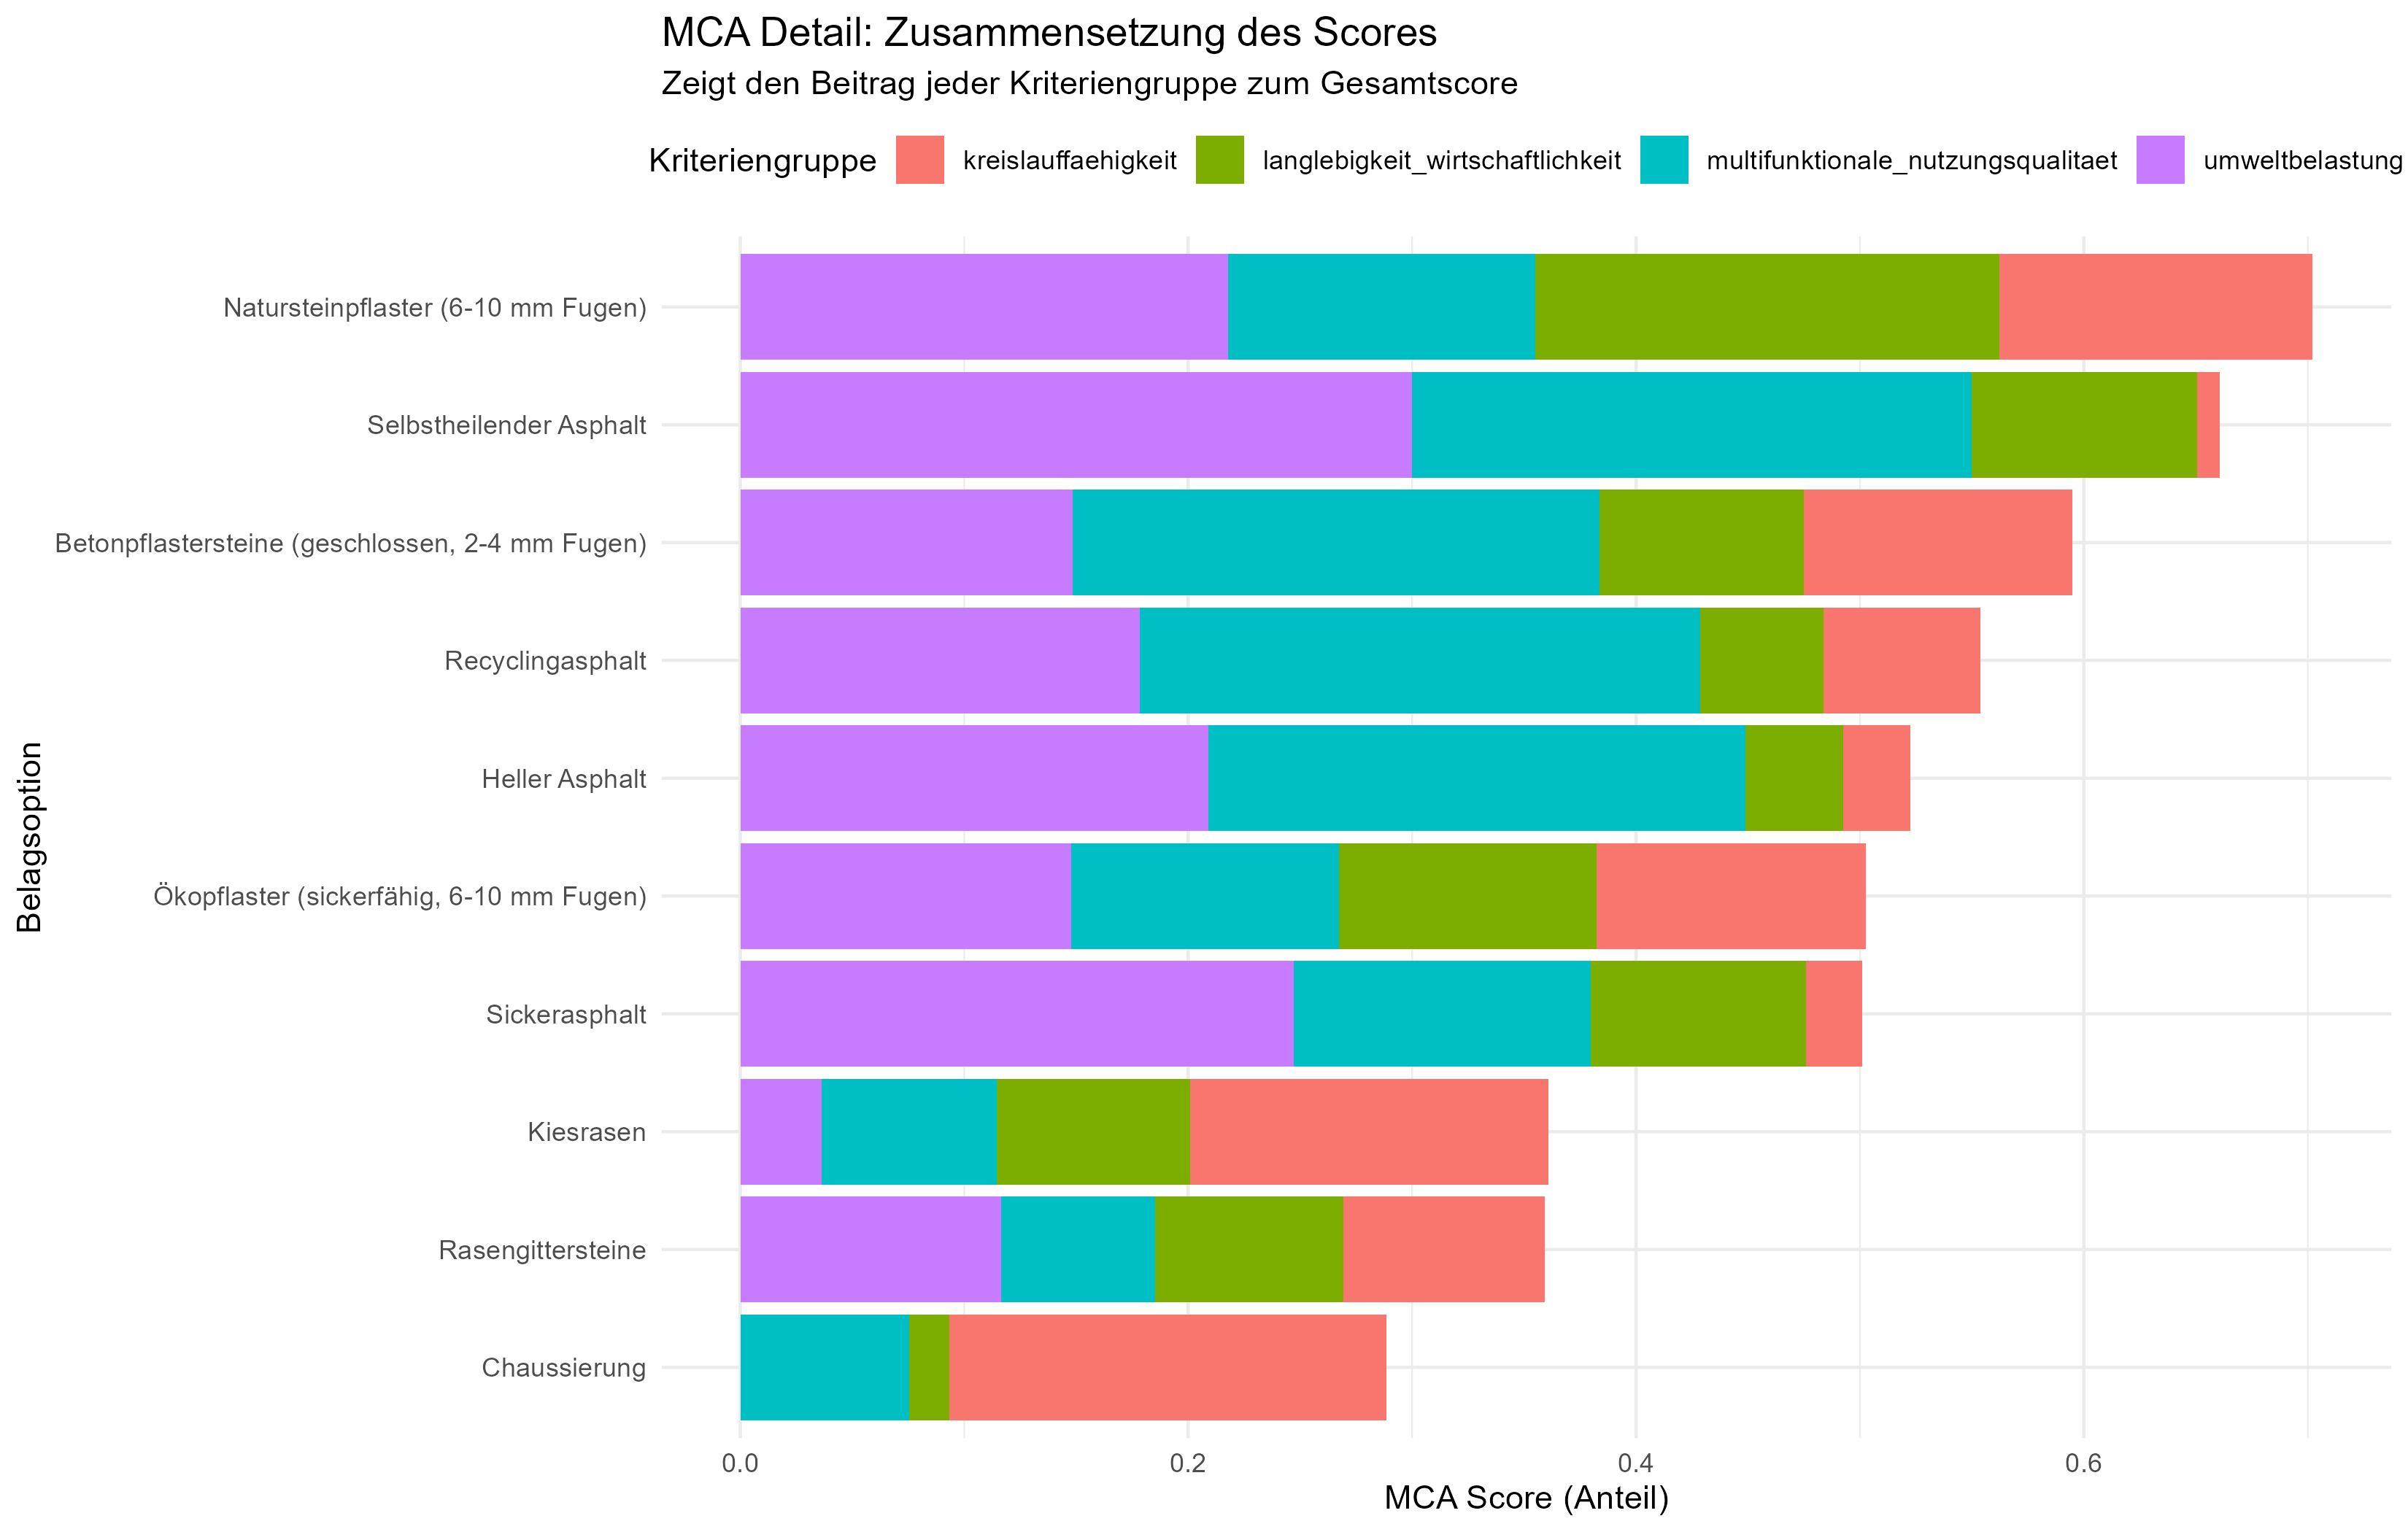 MCA Detail: Zusammensetzung des Scores
Zeigt den Beitrag jeder Kriteriengruppe zum Gesamtscore
Kriteriengruppe kreislauffaehigkeit langlebigkeit_wirtschaftlichkeit multifunktionale_nutzungsqualitaet umweltbelastung
Natursteinpflaster (6-10 mm Fugen)
Selbstheilender Asphalt
Betonpflastersteine (geschlossen, 2-4 mm Fugen)
Recyclingasphalt
Heller Asphalt
Ökopflaster (sickerfähig, 6-10 mm Fugen)
Sickerasphalt
Kiesrasen
Rasengittersteine
Chaussierung
Belagsoption
0.0 0.2 0.4 0.6
MCA Score (Anteil)